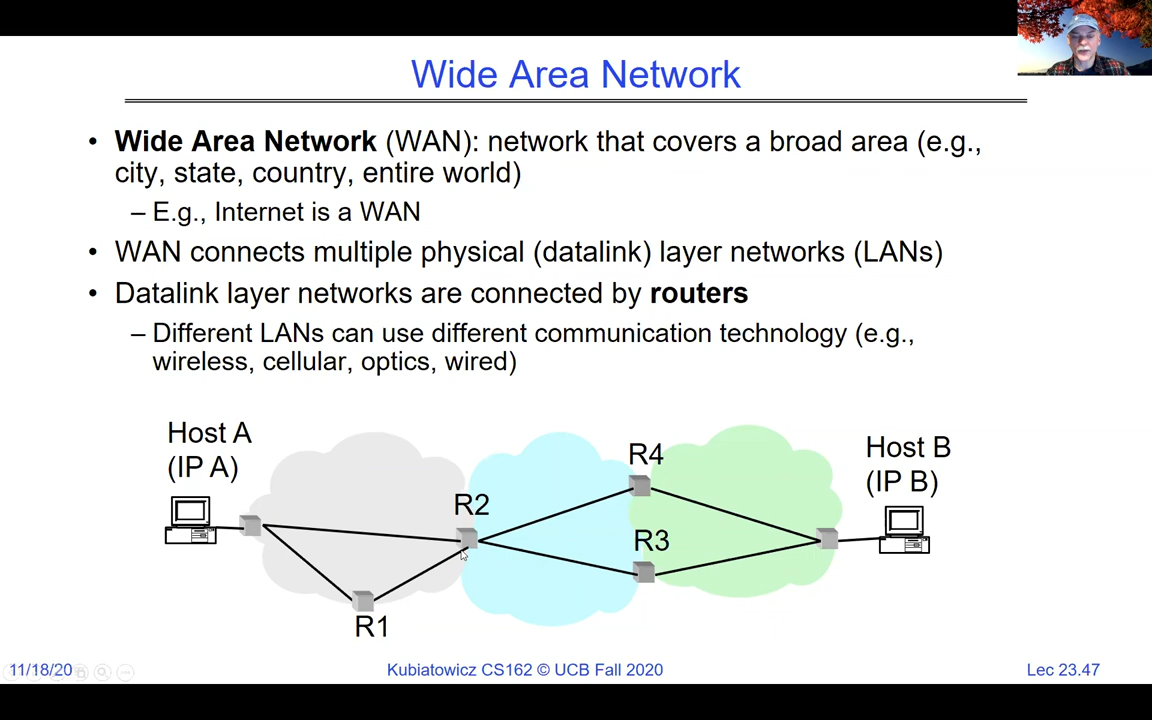 Wide Area Network
• Wide Area Network (WAN): network that covers a broad area (e.g.,
city, state, country, entire world)
– E.g., Internet is a WAN
• WAN connects multiple physical (datalink) layer networks (LANs)
• Datalink layer networks are connected by routers
– Different LANs can use different communication technology (e.g.,
wireless, cellular, optics, wired)
Host A
(IP A)
R1
R2
R4
R3
Host B
(IP B)
11/18/20
Kubiatowicz CS162 © UCB Fall 2020
Lec 23.47